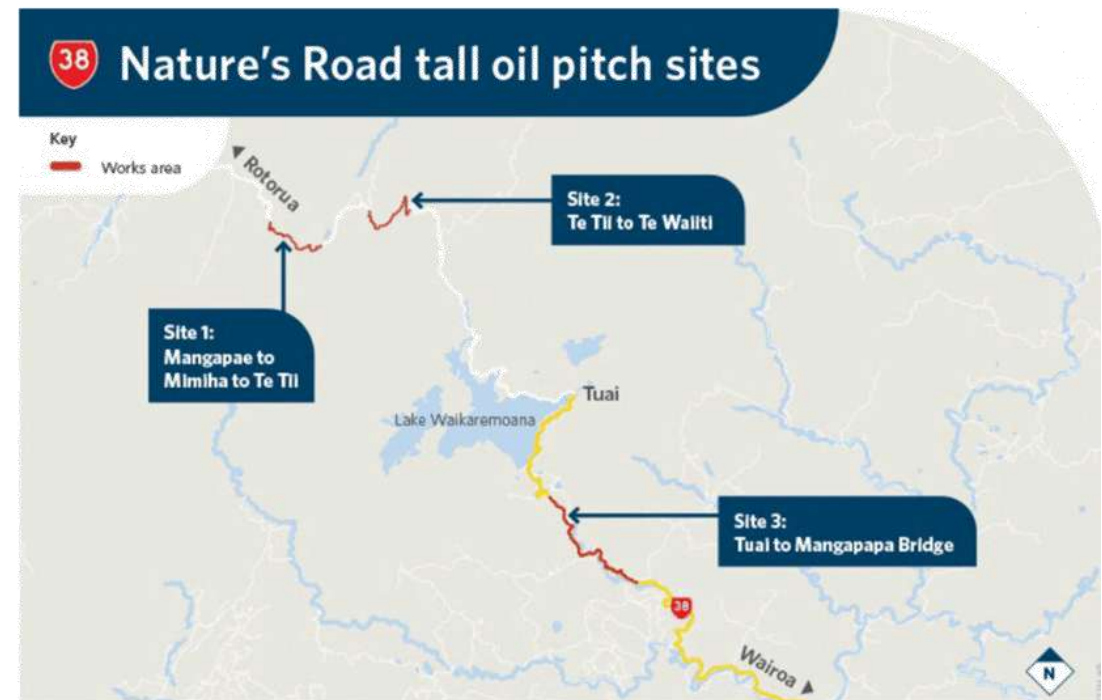 38 Nature's Road tall oil pitch sites
Key
Works area
Rotorua
Site 2:
Te Tii to Te Waiiti
Site 1:
Mangapae to
Mimiha to Te Tii
Tuai
Lake Waikaremoana
Site 3:
Tuai to Mangapapa Bridge
38
Wairoa
N